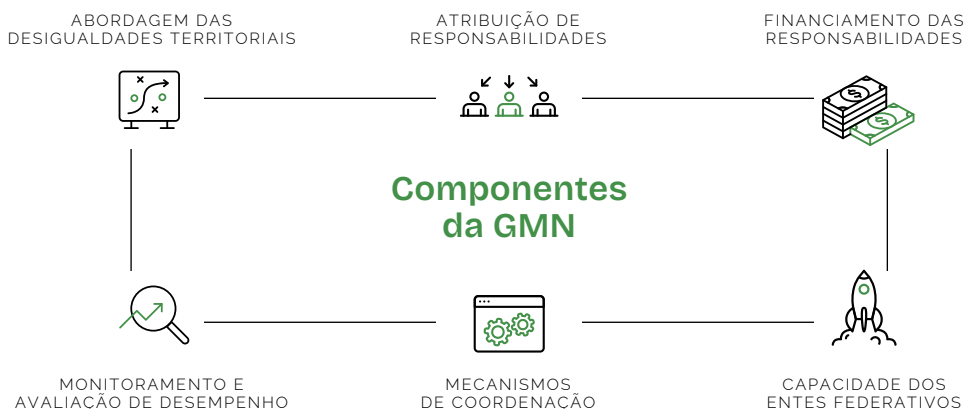 ABORDAGEM DAS
DESIGUALDADES TERRITORIAIS
ATRIBUIÇÃO DE
RESPONSABILIDADES
FINANCIAMENTO DAS
RESPONSABILIDADES
Componentes
da GMN
MONITORAMENTO E
AVALIAÇÃO DE DESEMPENHO
MECANISMOS
DE COORDENAÇÃO
CAPACIDADE DOS
ENTES FEDERATIVOS